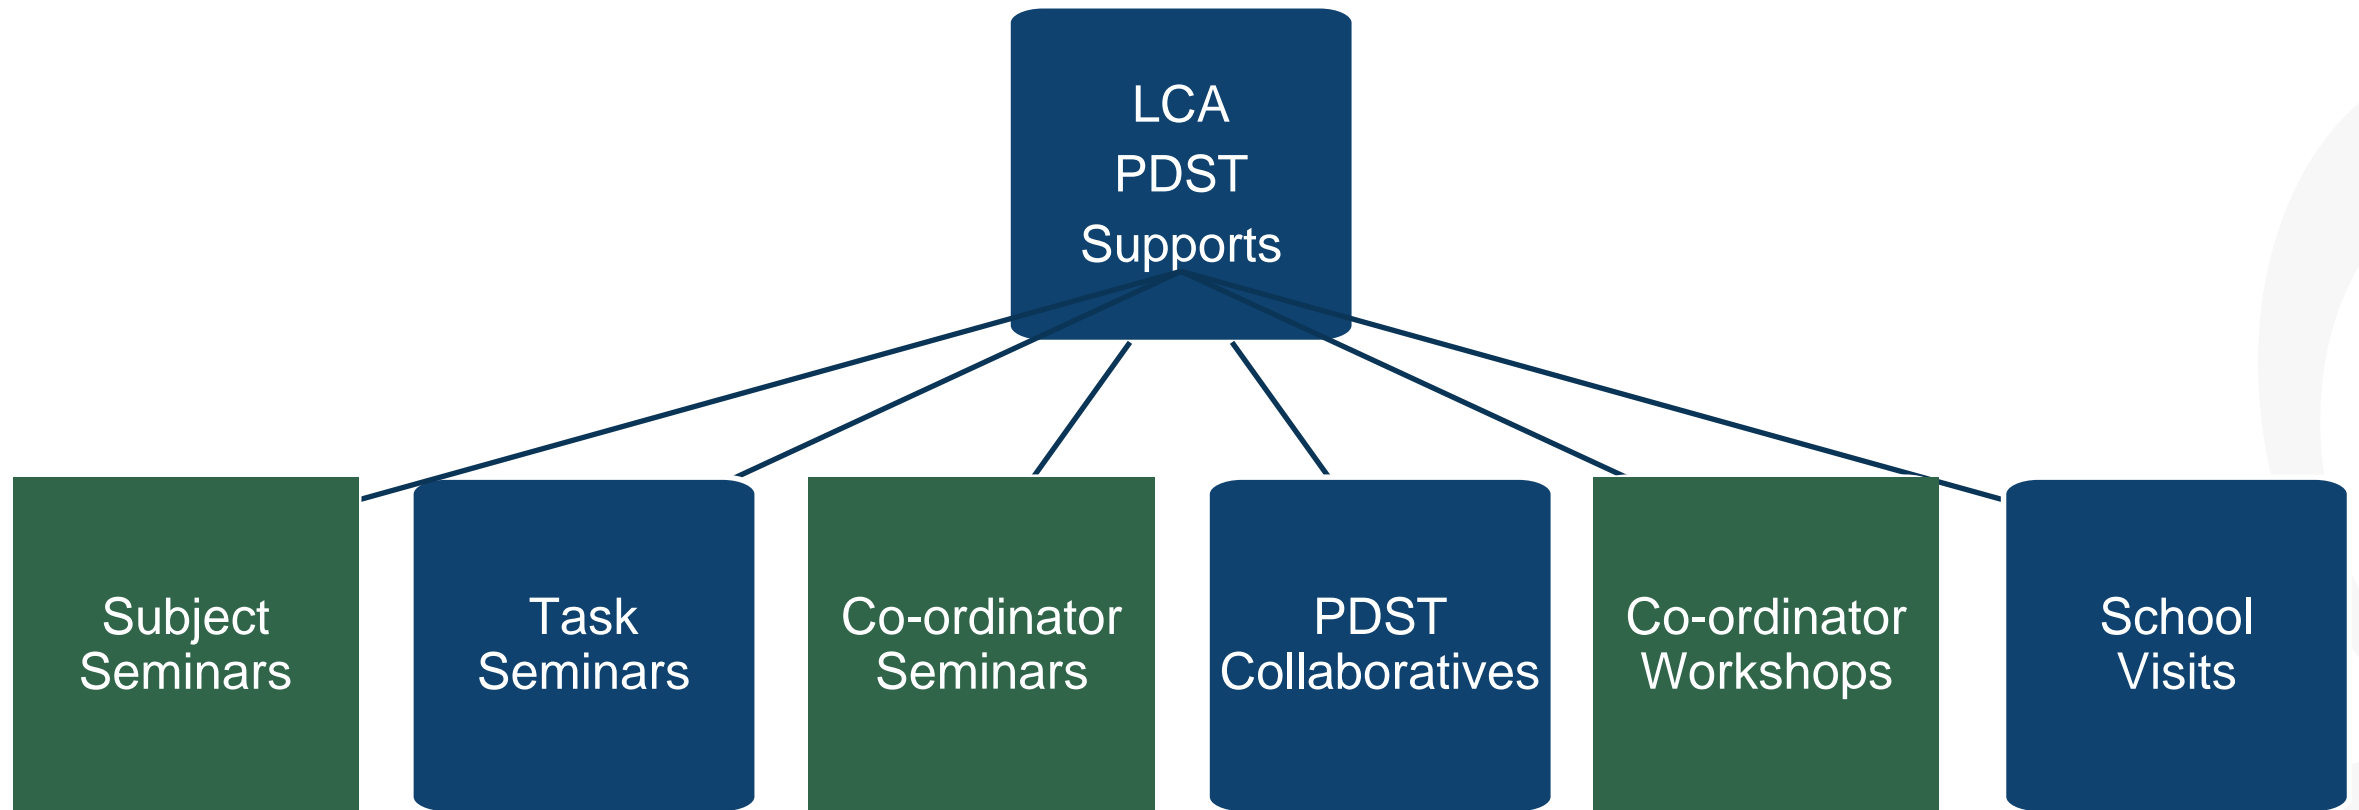 LCA
PDST
Supports
Subject
Seminars
Task
Seminars
Co-ordinator
Seminars
PDST
Collaboratives
Co-ordinator
Workshops
School
Visits